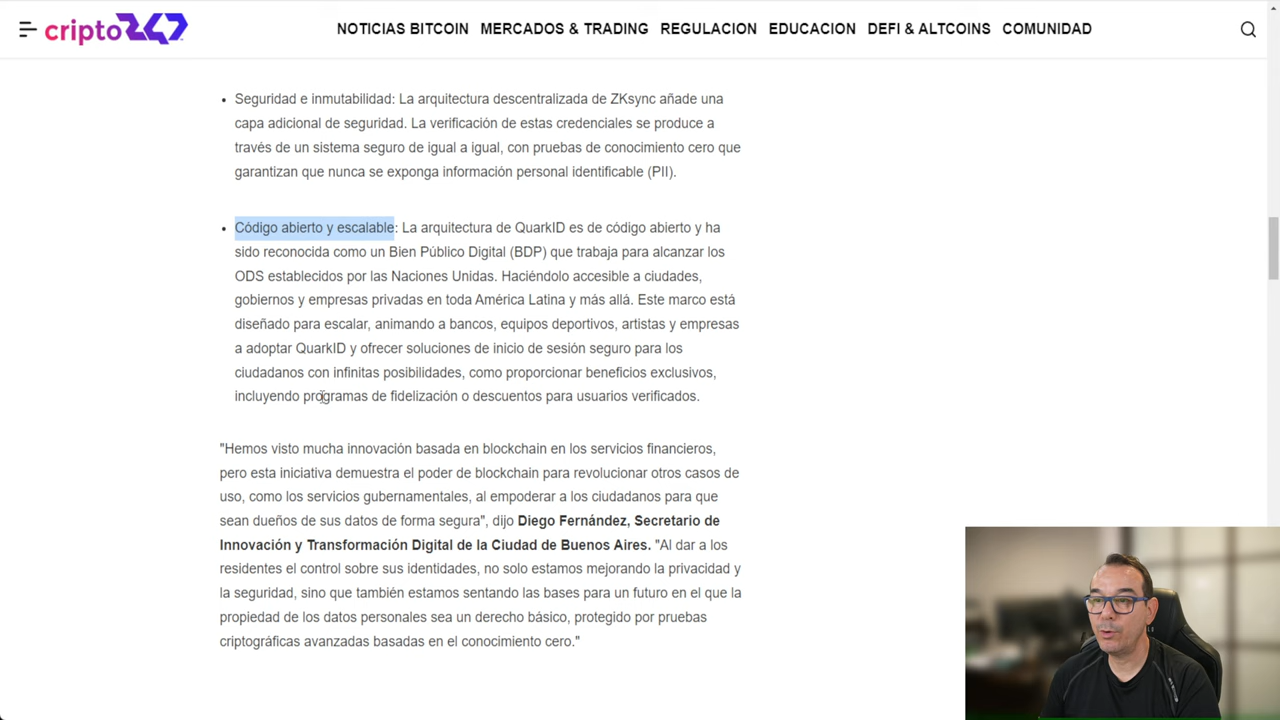 cripto247
NOTICIAS BITCOIN MERCADOS & TRADING REGULACION EDUCACION DEFI & ALTCOINS COMUNIDAD
• Seguridad e inmutabilidad: La arquitectura descentralizada de ZKsync añade una
capa adicional de seguridad. La verificación de estas credenciales se produce a
través de un sistema seguro de igual a igual, con pruebas de conocimiento cero que
garantizan que nunca se exponga información personal identificable (PII).
• Código abierto y escalable: La arquitectura de QuarkID es de código abierto y ha
sido reconocida como un Bien Público Digital (BDP) que trabaja para alcanzar los
ODS establecidos por las Naciones Unidas. Haciéndolo accesible a ciudades,
gobiernos y empresas privadas en toda América Latina y más allá. Este marco está
diseñado para escalar, animando a bancos, equipos deportivos, artistas y empresas
a adoptar QuarkID y ofrecer soluciones de inicio de sesión seguro para los
ciudadanos con infinitas posibilidades, como proporcionar beneficios exclusivos,
incluyendo programas de fidelización o descuentos para usuarios verificados.
"Hemos visto mucha innovación basada en blockchain en los servicios financieros,
pero esta iniciativa demuestra el poder de blockchain para revolucionar otros casos de
uso, como los servicios gubernamentales, al empoderar a los ciudadanos para que
sean dueños de sus datos de forma segura", dijo Diego Fernández, Secretario de
Innovación y Transformación Digital de la Ciudad de Buenos Aires. "Al dar a los
residentes el control sobre sus identidades, no solo estamos mejorando la privacidad y
la seguridad, sino que también estamos sentando las bases para un futuro en el que la
propiedad de los datos personales sea un derecho básico, protegido por pruebas
criptográficas avanzadas basadas en el conocimiento cero."